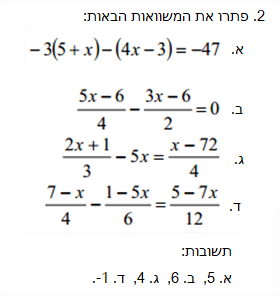 2. פתרו את המשוואות הבאות:
א. −3(5+x)−(4x−3)=−47
ב. (5x−6)/4 − (3x−6)/2 = 0
ג. (2x+1)/3 − 5x = (x−72)/4
ד. (7−x)/4 − (1−5x)/6 = (5−7x)/12
תשובות:
א. 5, ב. 6, ג. 4, ד. 1-.